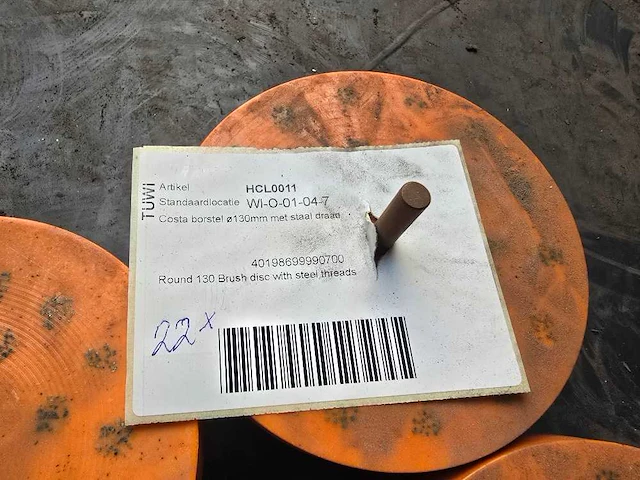 TUWI
Artikel HCL0011
Standaardlocatie WI-O-01-04-7
Costa borstel ø130mm met staal draad
40198699990700
Round 130 Brush disc with steel threads
22 x